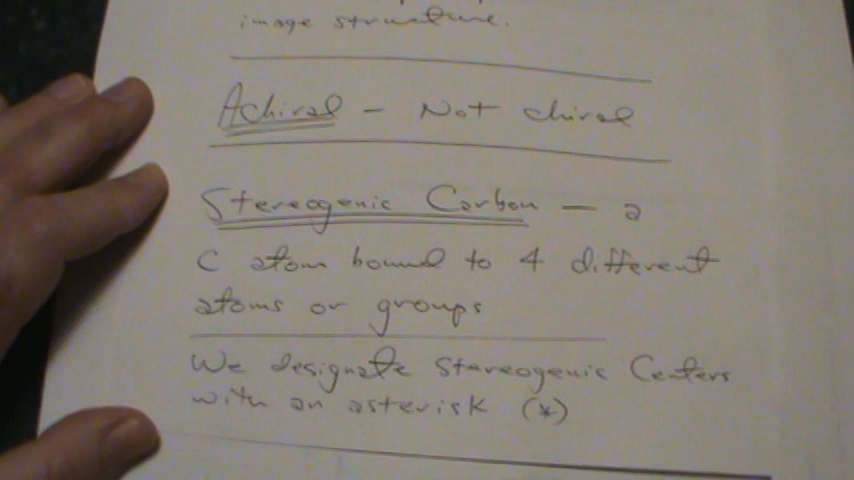 image structure.
Achiral - Not chiral
Stereogenic Carbon - a
C atom bound to 4 different
atoms or groups
We designate Stereogenic Centers
with an asterisk (*)